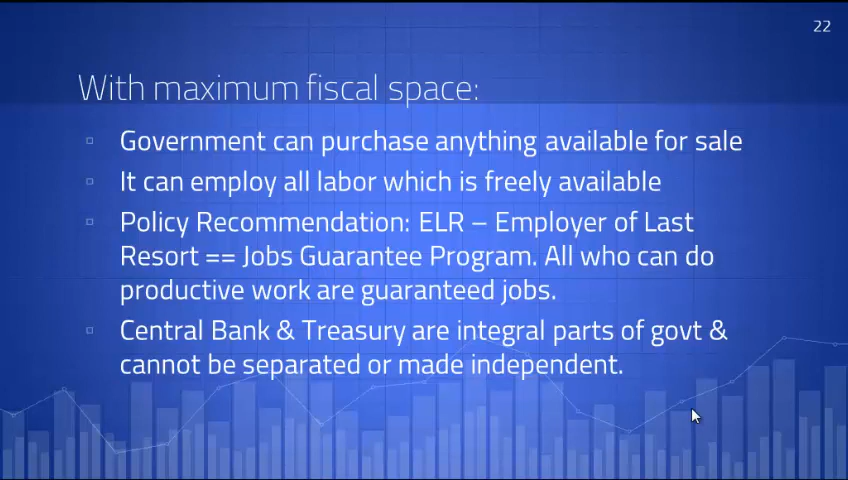 22
With maximum fiscal space:
Government can purchase anything available for sale
It can employ all labor which is freely available
Policy Recommendation: ELR – Employer of Last
Resort == Jobs Guarantee Program. All who can do
productive work are guaranteed jobs.
Central Bank & Treasury are integral parts of govt &
cannot be separated or made independent.